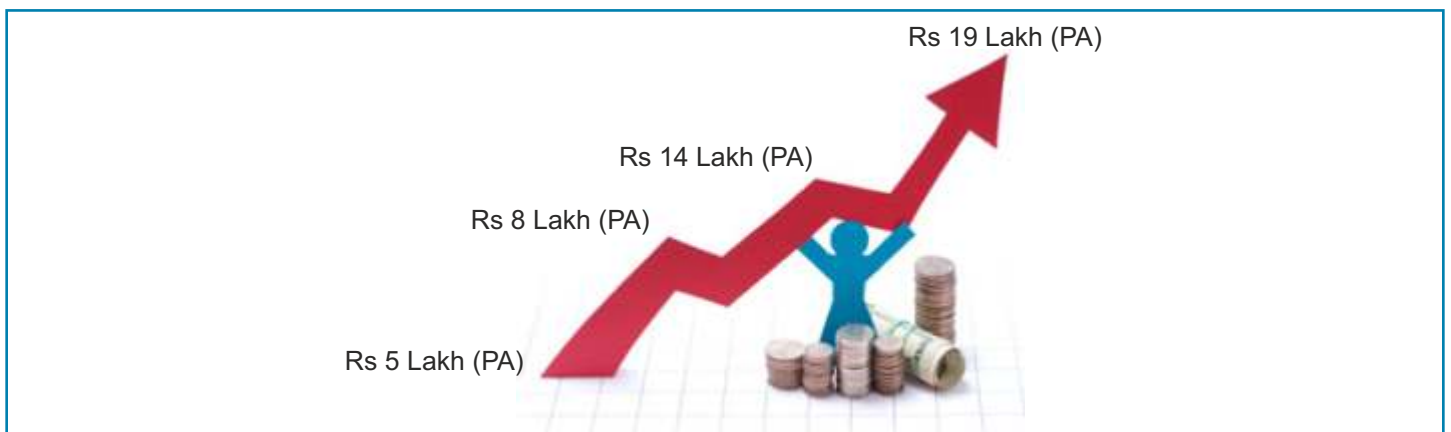 Rs 19 Lakh (PA)
Rs 14 Lakh (PA)
Rs 8 Lakh (PA)
Rs 5 Lakh (PA)